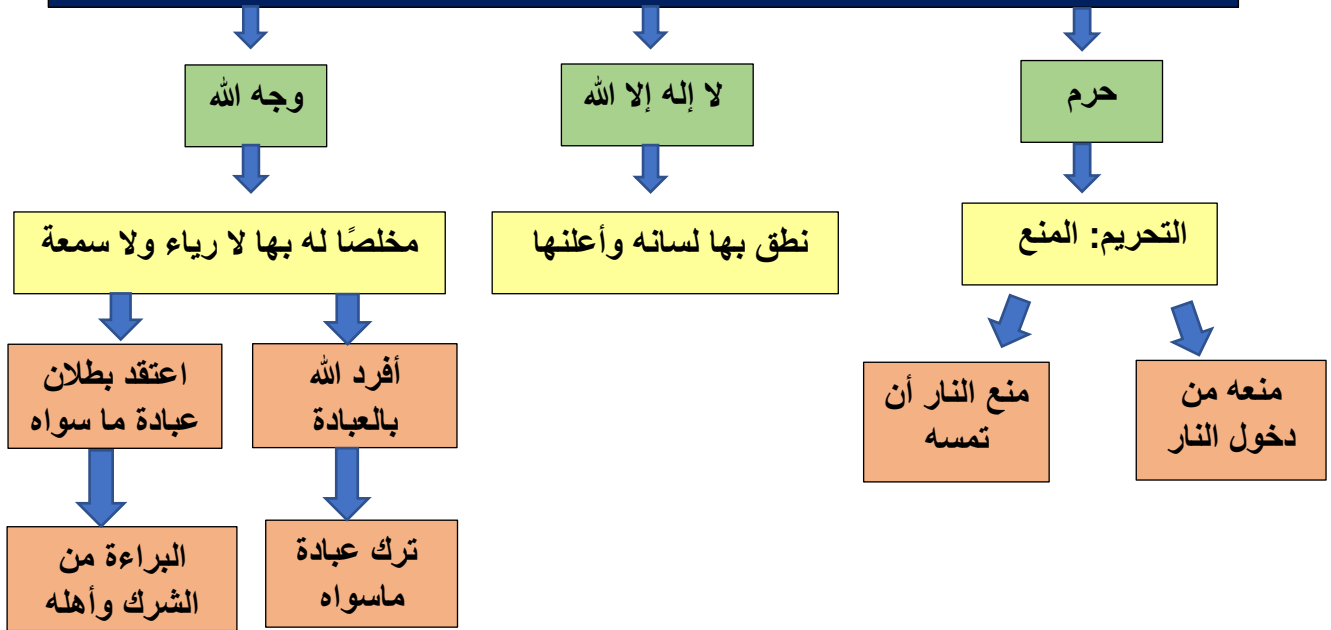 حرم
لا إله إلا الله
وجه الله
التحريم: المنع
نطق بها لسانه وأعلنها
مخلصًا له بها لا رياء ولا سمعة
منعه من
دخول النار
منع النار أن
تمسه
أفرد الله
بالعبادة
اعتقد بطلان
عبادة ما سواه
ترك عبادة
ماسواه
البراءة من
الشرك وأهله